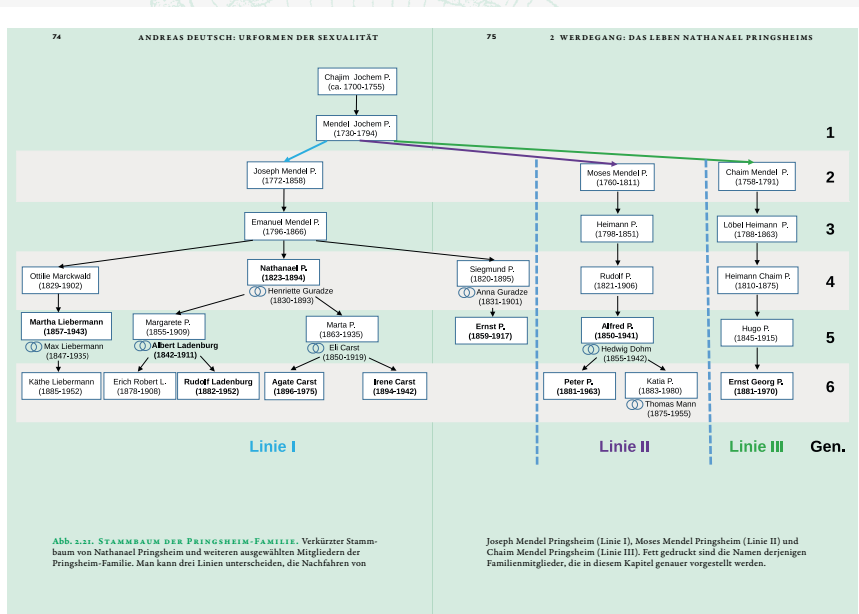 74
ANDREAS DEUTSCH: URFORMEN DER SEXUALITÄT
75
2 WERDEGANG: DAS LEBEN NATHANAEL PRINGSHEIMS
Chajim Jochem P.
(ca. 1700-1755)
Mendel Jochem P.
(1730-1794)
1
Joseph Mendel P.
(1772-1858)
Moses Mendel P.
(1760-1811)
Chaim Mendel P.
(1758-1791)
2
Emanuel Mendel P.
(1796-1866)
Heimann P.
(1798-1851)
Löbel Heimann P.
(1788-1863)
3
Ottilie Marckwald
(1829-1902)
Nathanael P.
(1823-1894)
Henriette Guradze
(1830-1893)
Siegmund P.
(1820-1895)
Anna Guradze
(1831-1901)
Rudolf P.
(1821-1906)
Heimann Chaim P.
(1810-1875)
4
Martha Liebermann
(1857-1943)
Max Liebermann
(1847-1935)
Margarete P.
(1855-1909)
Albert Ladenburg
(1842-1911)
Marta P.
(1863-1935)
Eli Carst
(1850-1919)
Ernst P.
(1859-1917)
Alfred P.
(1850-1941)
Hedwig Dohm
(1855-1942)
Hugo P.
(1845-1915)
5
Käthe Liebermann
(1885-1952)
Erich Robert L.
(1878-1908)
Rudolf Ladenburg
(1882-1952)
Agate Carst
(1896-1975)
Irene Carst
(1894-1942)
Peter P.
(1881-1963)
Katia P.
(1883-1980)
Thomas Mann
(1875-1955)
Ernst Georg P.
(1881-1970)
6
Linie I
Linie II
Linie III
Gen.
Abb. 2.21. STAMMBAUM DER PRINGSHEIM-FAMILIE. Verkürzter Stamm-
baum von Nathanael Pringsheim und weiteren ausgewählten Mitgliedern der
Pringsheim-Familie. Man kann drei Linien unterscheiden, die Nachfahren von
Joseph Mendel Pringsheim (Linie I), Moses Mendel Pringsheim (Linie II) und
Chaim Mendel Pringsheim (Linie III). Fett gedruckt sind die Namen derjenigen
Familienmitglieder, die in diesem Kapitel genauer vorgestellt werden.